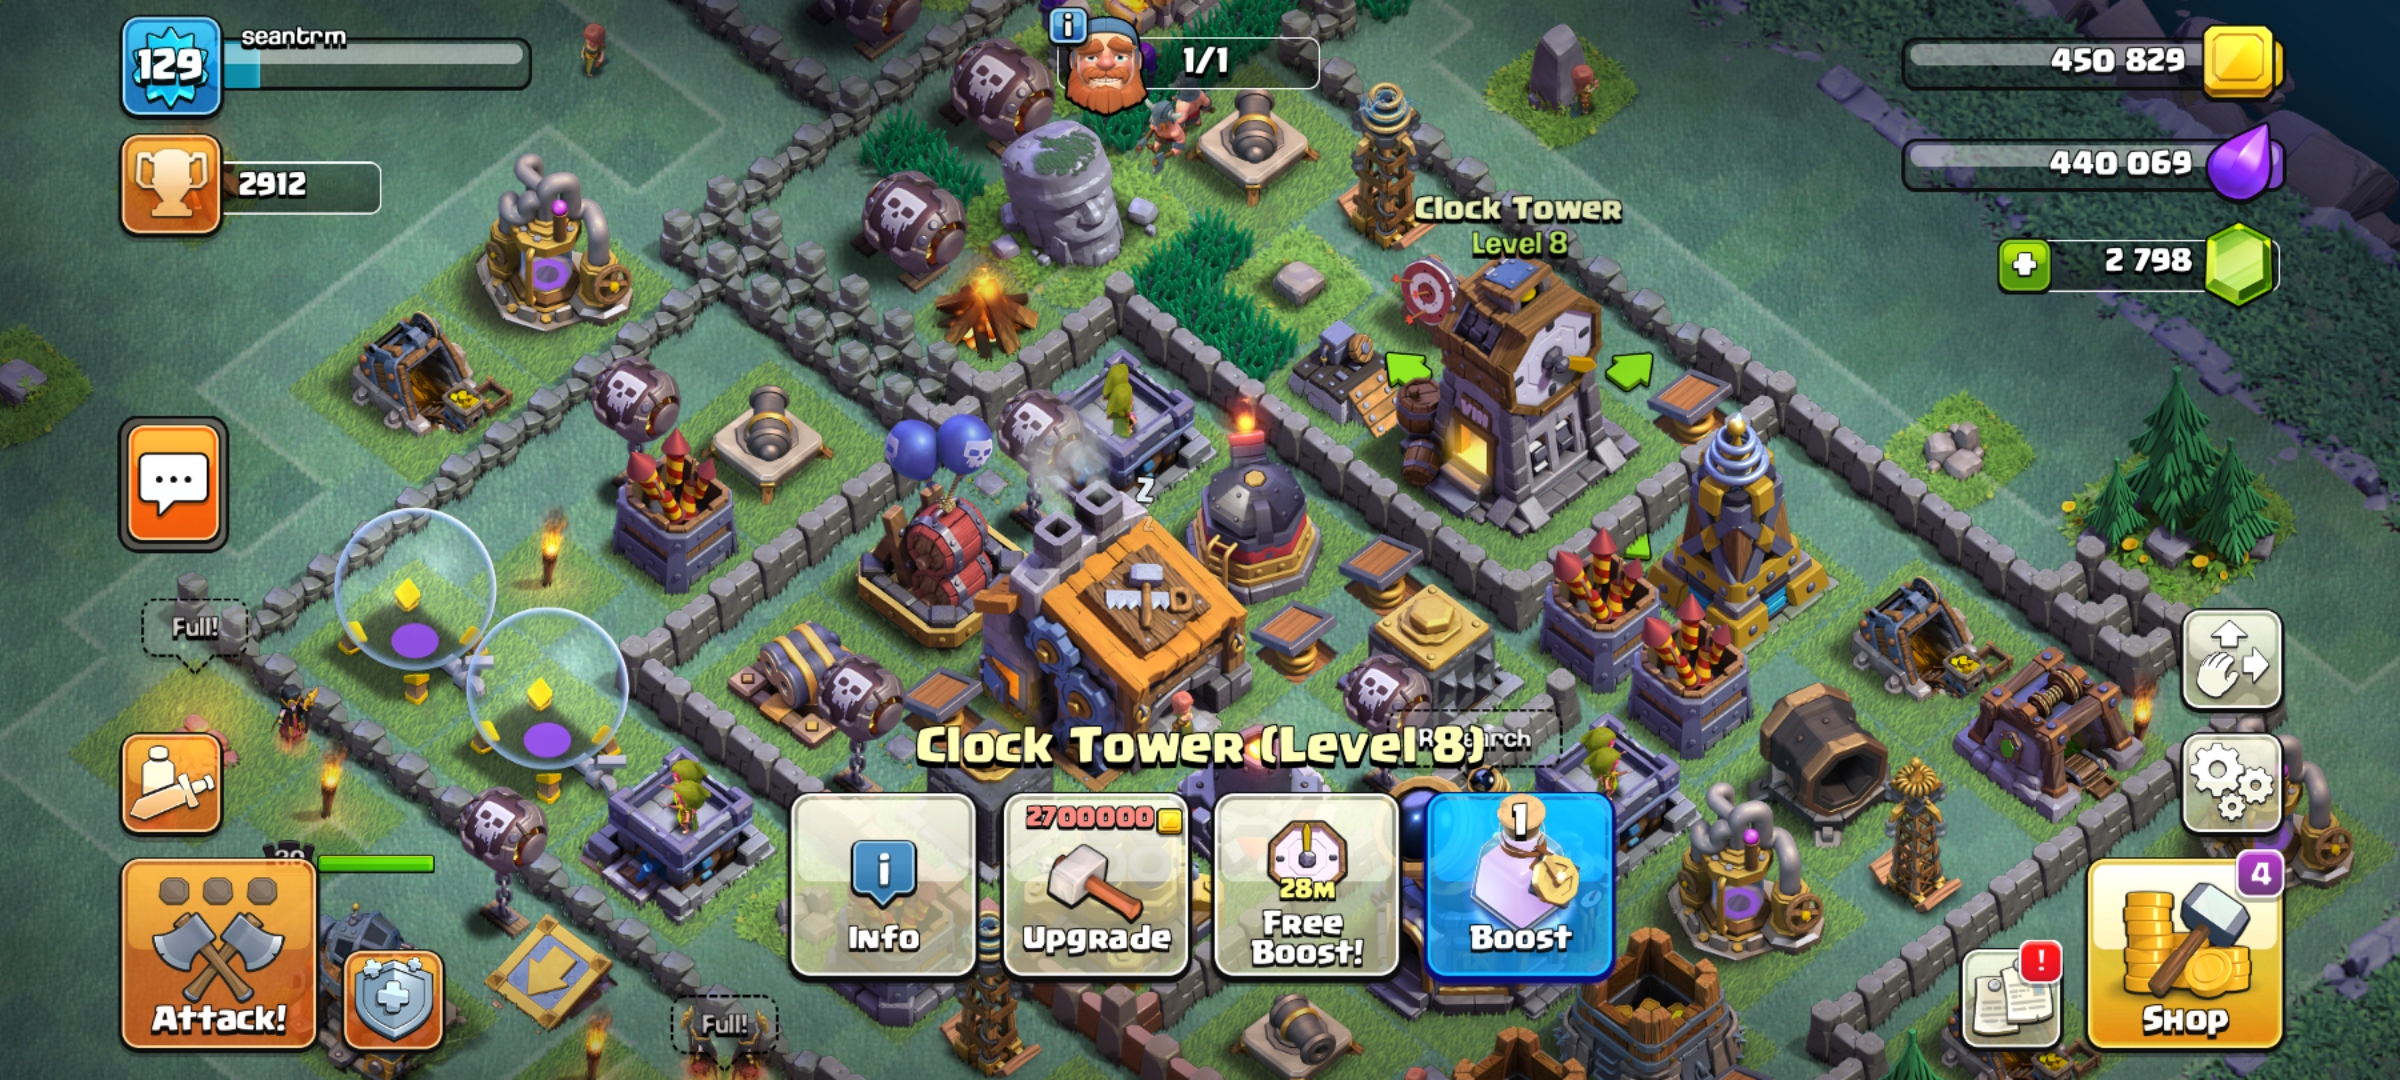 129
seantrm
1/1
450 829
2912
440 069
Clock Tower
Level 8
2 798
VIII
z
z
Full!
Clock Tower (Level 8)
1
2700000
28M
Info
Upgrade
Free
Boost!
Boost
4
!
Attack!
Full!
Shop